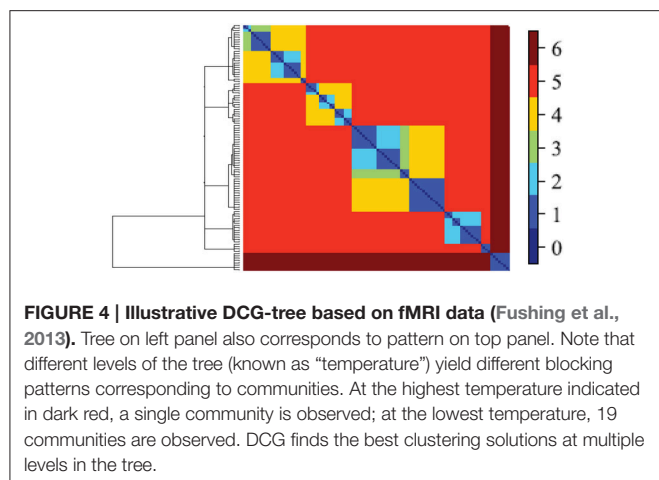 6
5
4
3
2
1
0
FIGURE 4 | Illustrative DCG-tree based on fMRI data (Fushing et al.,
2013). Tree on left panel also corresponds to pattern on top panel. Note that
different levels of the tree (known as “temperature”) yield different blocking
patterns corresponding to communities. At the highest temperature indicated
in dark red, a single community is observed; at the lowest temperature, 19
communities are observed. DCG finds the best clustering solutions at multiple
levels in the tree.